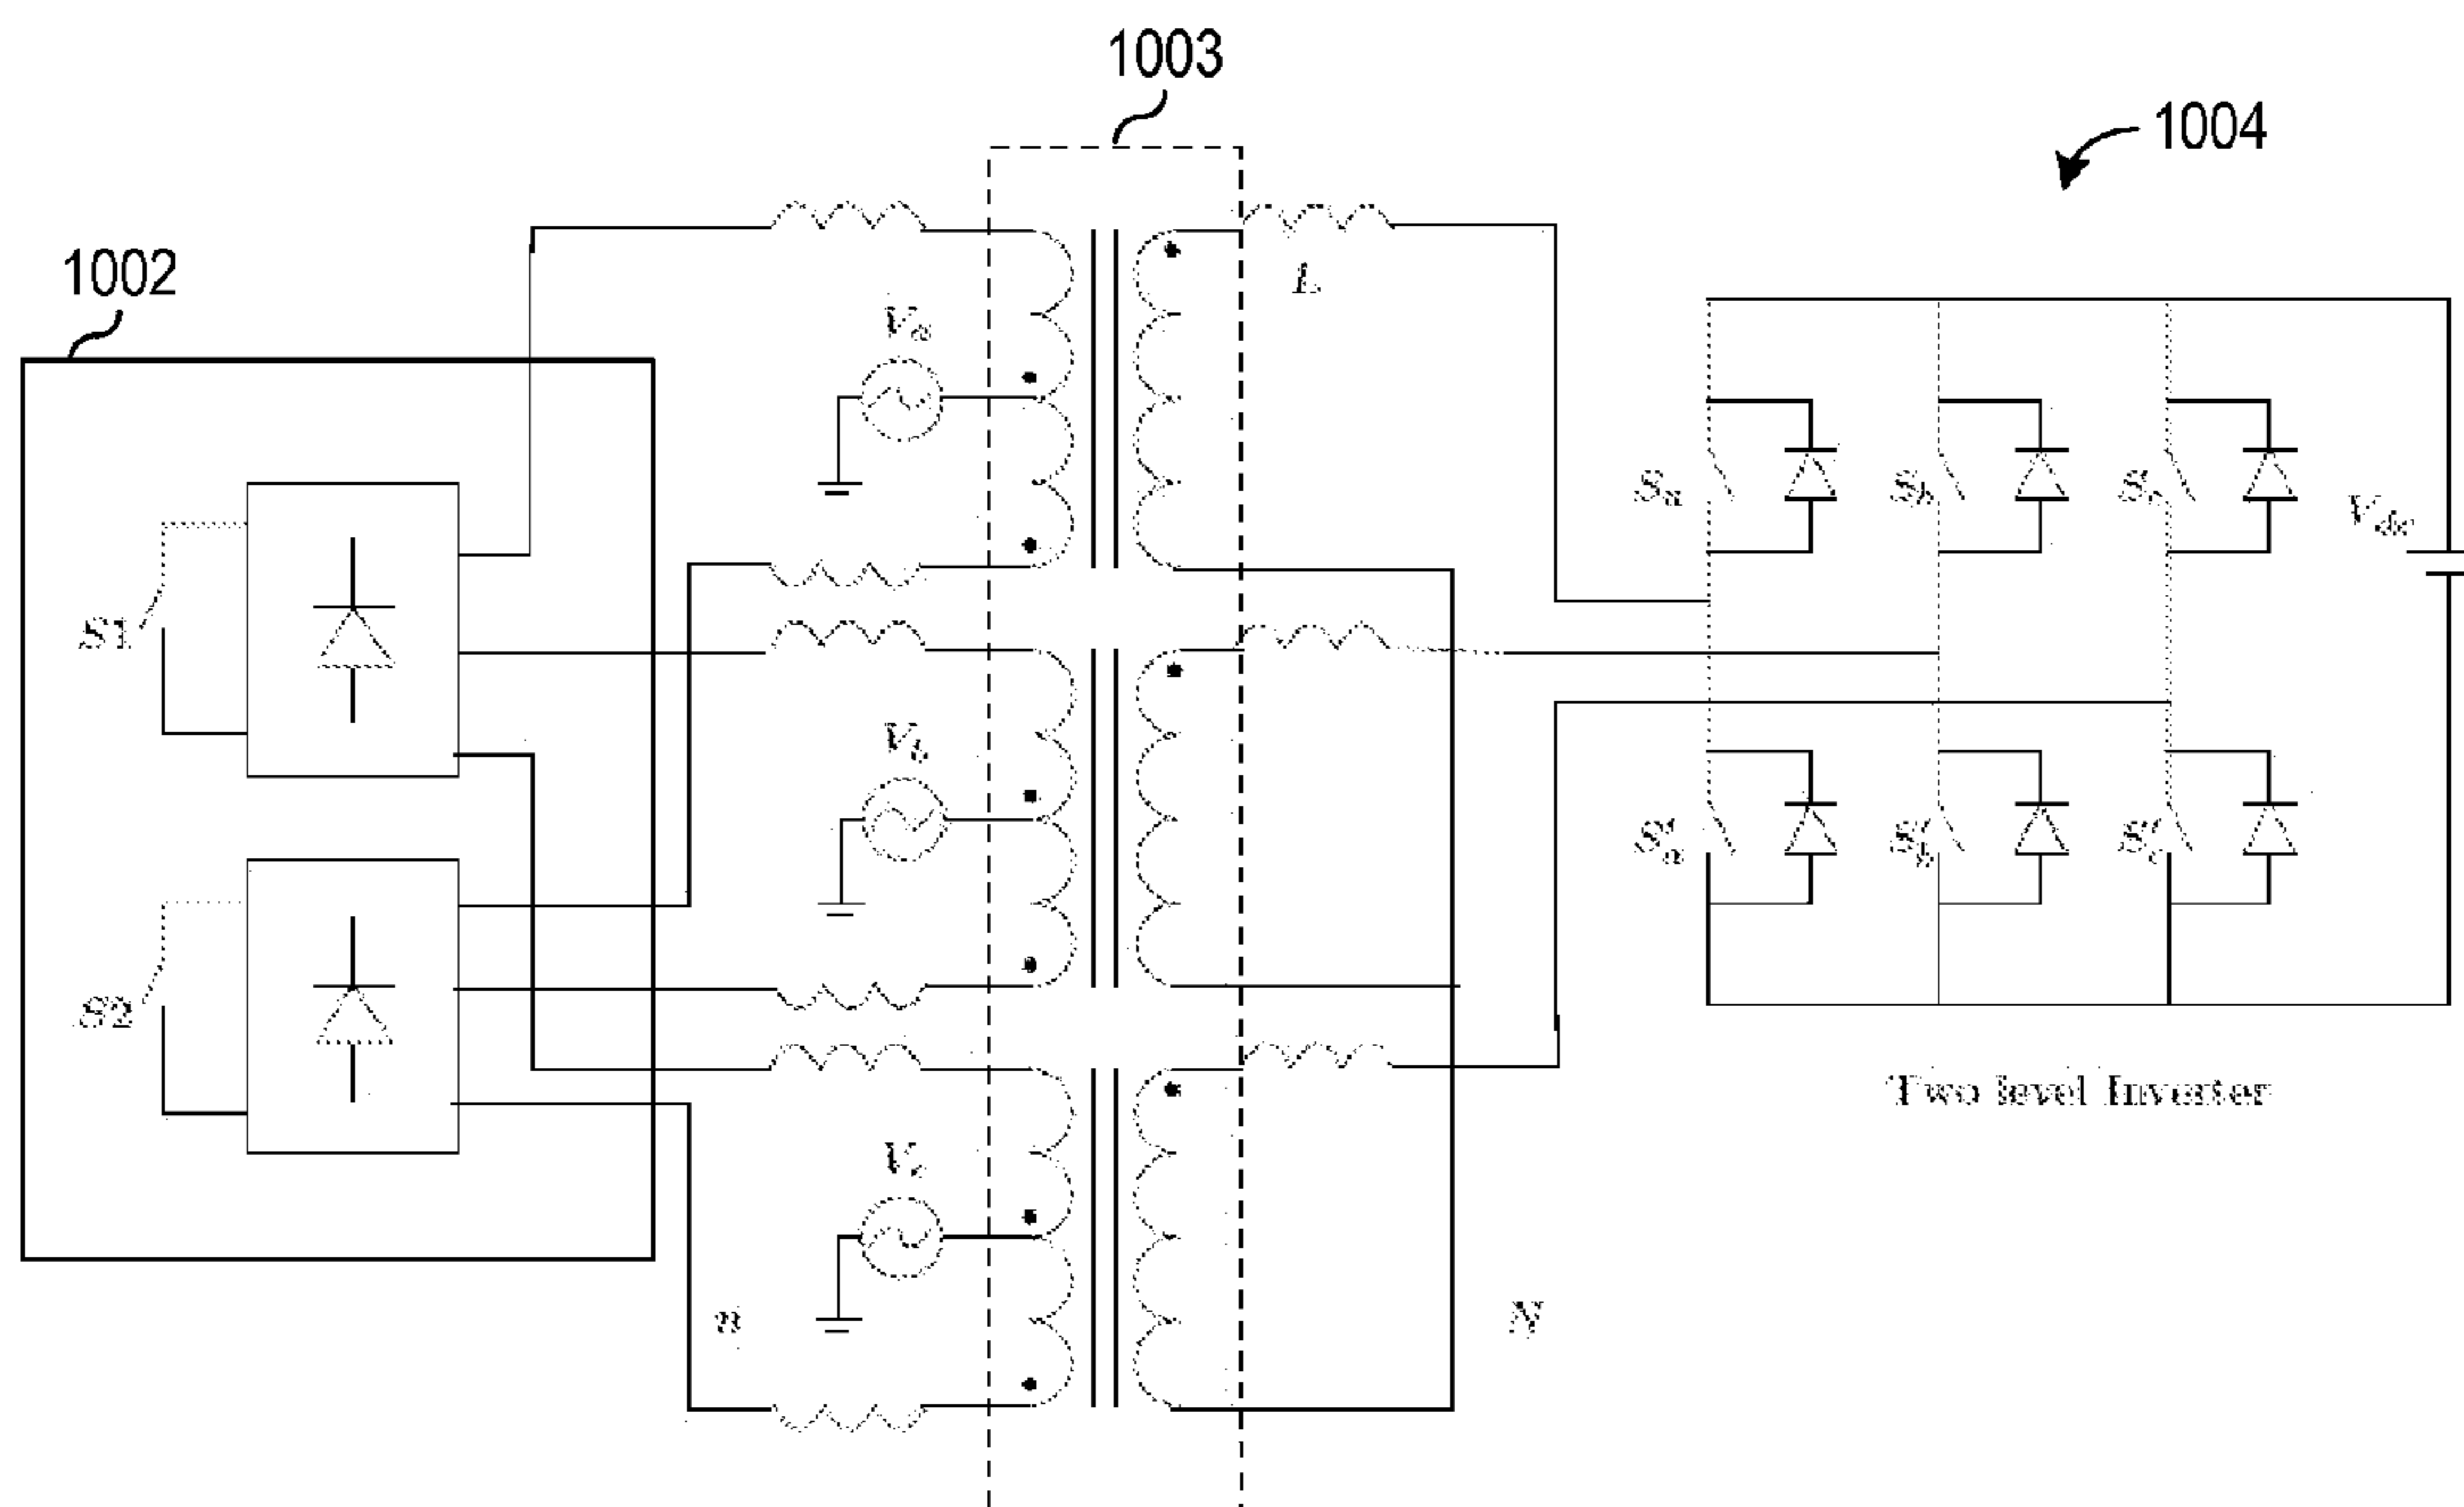 1003
1004
1002
Va
L
Sa
Sb
Sc
Vdc
S1
Vb
S'a
S'b
S'c
S2
Two level Inverter
Vc
n
N